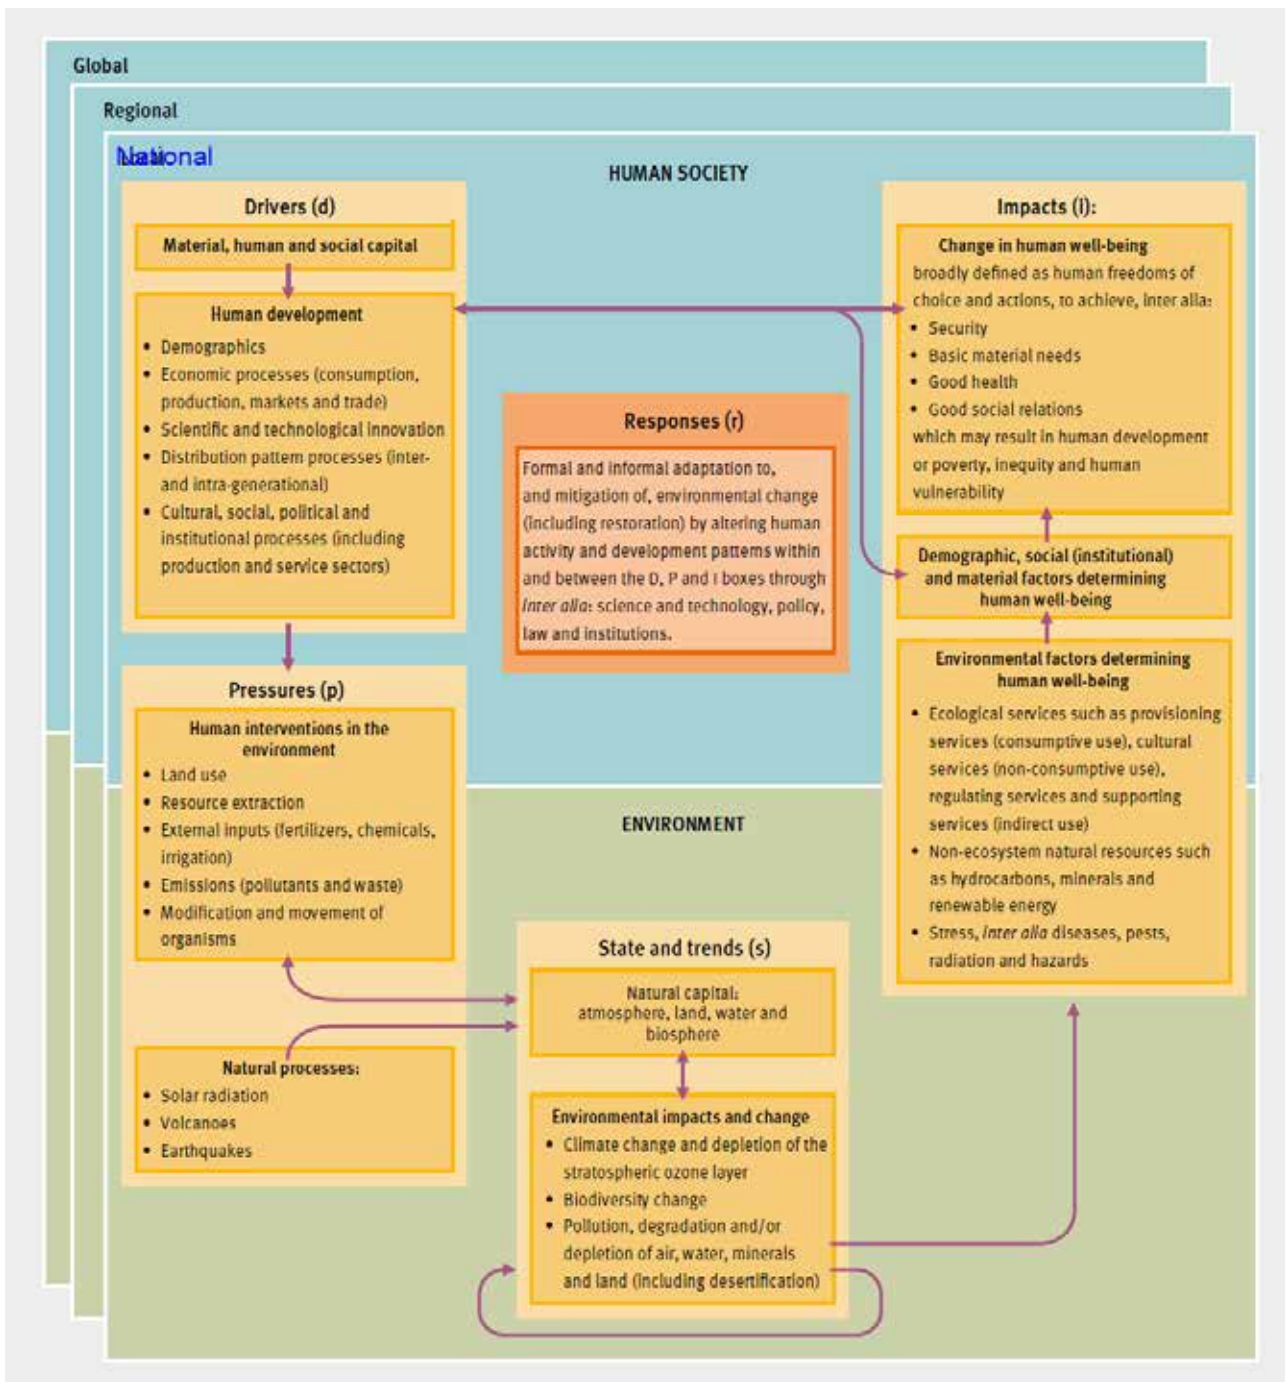 Global
Regional
National
HUMAN SOCIETY
Drivers (d)
Material, human and social capital
Human development
• Demographics
• Economic processes (consumption,
production, markets and trade)
• Scientific and technological innovation
• Distribution pattern processes (inter-
and intra-generational)
• Cultural, social, political and
institutional processes (including
production and service sectors)
Pressures (p)
Human interventions in the
environment
• Land use
• Resource extraction
• External inputs (fertilizers, chemicals,
irrigation)
• Emissions (pollutants and waste)
• Modification and movement of
organisms
Natural processes:
• Solar radiation
• Volcanoes
• Earthquakes
Responses (r)
Formal and informal adaptation to,
and mitigation of, environmental change
(including restoration) by altering human
activity and development patterns within
and between the D, P and I boxes through
inter alia: science and technology, policy,
law and institutions.
ENVIRONMENT
State and trends (s)
Natural capital:
atmosphere, land, water and
biosphere
Environmental impacts and change
• Climate change and depletion of the
stratospheric ozone layer
• Biodiversity change
• Pollution, degradation and/or
depletion of air, water, minerals
and land (including desertification)
Impacts (i):
Change in human well-being
broadly defined as human freedoms of
choice and actions, to achieve, inter alia:
• Security
• Basic material needs
• Good health
• Good social relations
which may result in human development
or poverty, inequity and human
vulnerability
Demographic, social (institutional)
and material factors determining
human well-being
Environmental factors determining
human well-being
• Ecological services such as provisioning
services (consumptive use), cultural
services (non-consumptive use),
regulating services and supporting
services (indirect use)
• Non-ecosystem natural resources such
as hydrocarbons, minerals and
renewable energy
• Stress, inter alia diseases, pests,
radiation and hazards